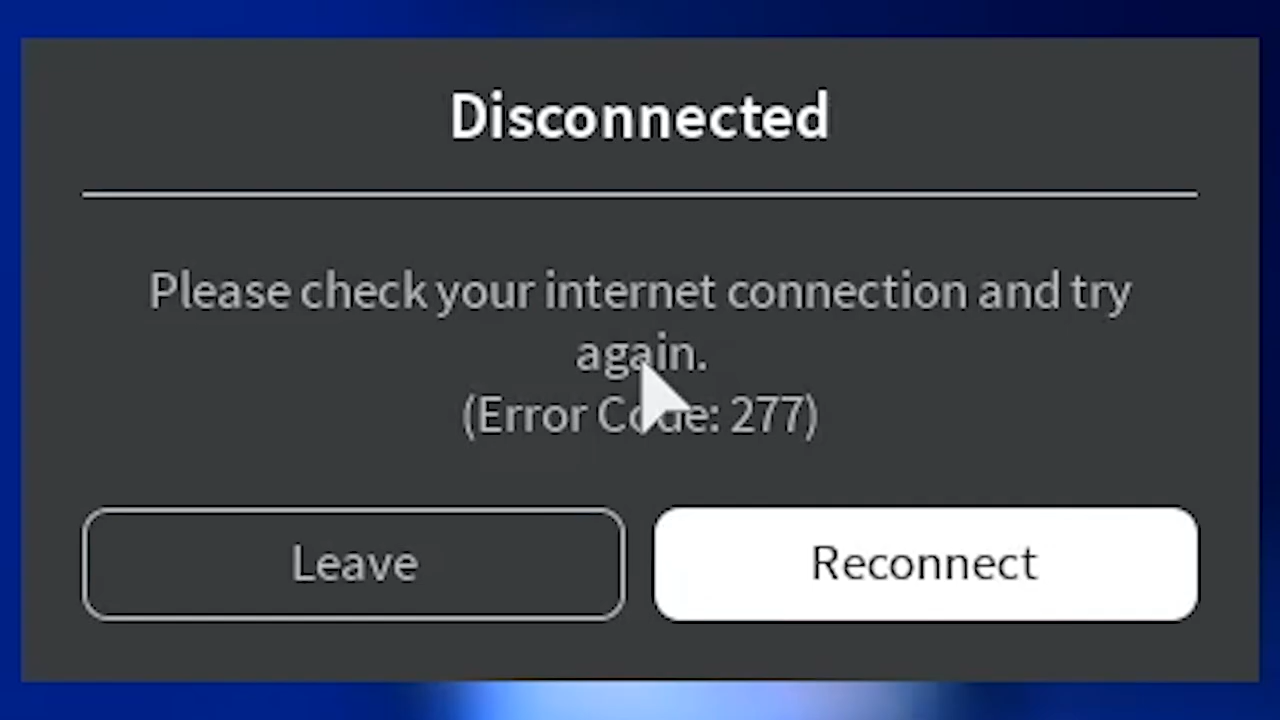 Disconnected
Please check your internet connection and try
again.
(Error Code: 277)
Leave
Reconnect